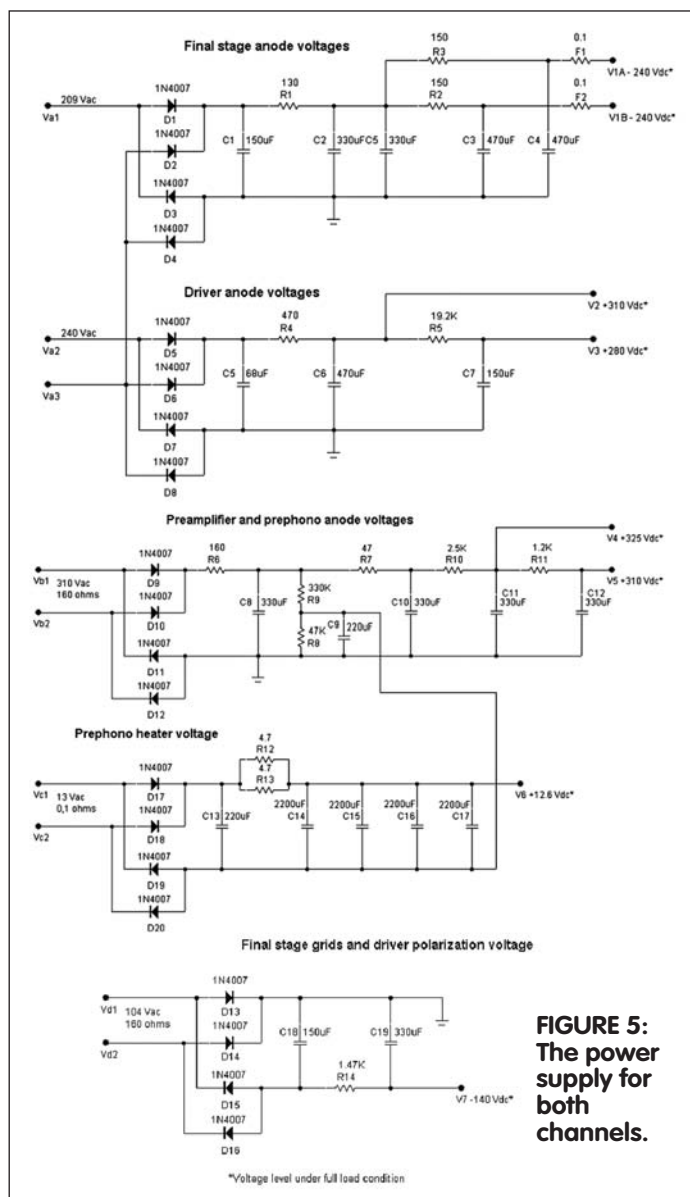 Final stage anode voltages
150
R3
0.1
F1
V1A - 240 Vdc*
1N4007
209 Vac
Va1
D1
130
R1
150
R2
0.1
F2
V1B - 240 Vdc*
1N4007
D2
C1 150uF
C2 330uF
C5 330uF
C3 470uF
C4 470uF
1N4007
D3
1N4007
D4
Driver anode voltages
V2 +310 Vdc*
1N4007
240 Vac
Va2
D5
470
R4
19.2K
R5
V3 +280 Vdc*
1N4007
Va3
D6
C5 68uF
C6 470uF
C7 150uF
1N4007
D7
1N4007
D8
Preamplifier and prephono anode voltages
V4 +325 Vdc*
1N4007
Vb1
310 Vac
160 ohms
D9
160
R6
47
R7
2.5K
R10
1.2K
R11
V5 +310 Vdc*
1N4007
Vb2
D10
C8 330uF
330K
R9
C10 330uF
C11
330uF
C12
330uF
47K
R8
C9
220uF
1N4007
D11
1N4007
D12
Prephono heater voltage
4.7
R12
4.7
R13
1N4007
Vc1
13 Vac
0,1 ohms
D17
V6 +12.6 Vdc*
1N4007
Vc2
D18
C13 220uF
2200uF
C14
2200uF
C15
2200uF
C16
2200uF
C17
1N4007
D19
1N4007
D20
Final stage grids and driver polarization voltage
1N4007
Vd1
104 Vac
160 ohms
D13
1N4007
Vd2
D14
C18 150uF
C19 330uF
1N4007
D15
1.47K
R14
V7 -140 Vdc*
1N4007
D16
*Voltage level under full load condition
FIGURE 5:
The power
supply for
both
channels.